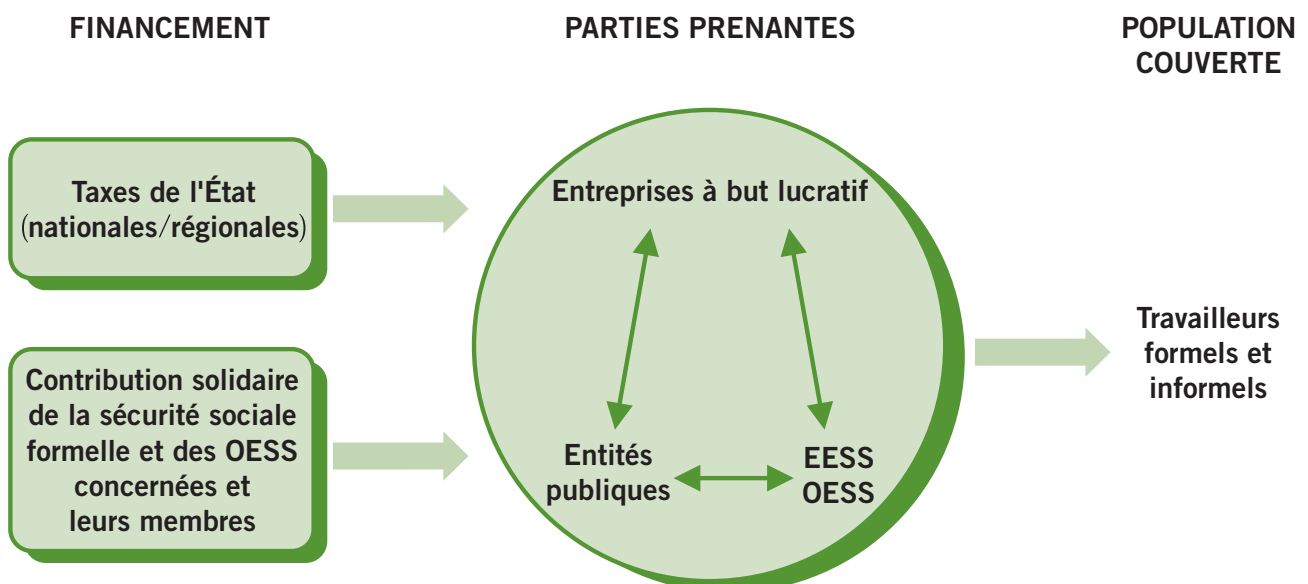 FINANCEMENT
PARTIES PRENANTES
POPULATION
COUVERTE
Taxes de l'État
(nationales/régionales)
Contribution solidaire
de la sécurité sociale
formelle et des OESS
concernées et
leurs membres
Entreprises à but lucratif
Entités
publiques
EESS
OESS
Travailleurs
formels et
informels